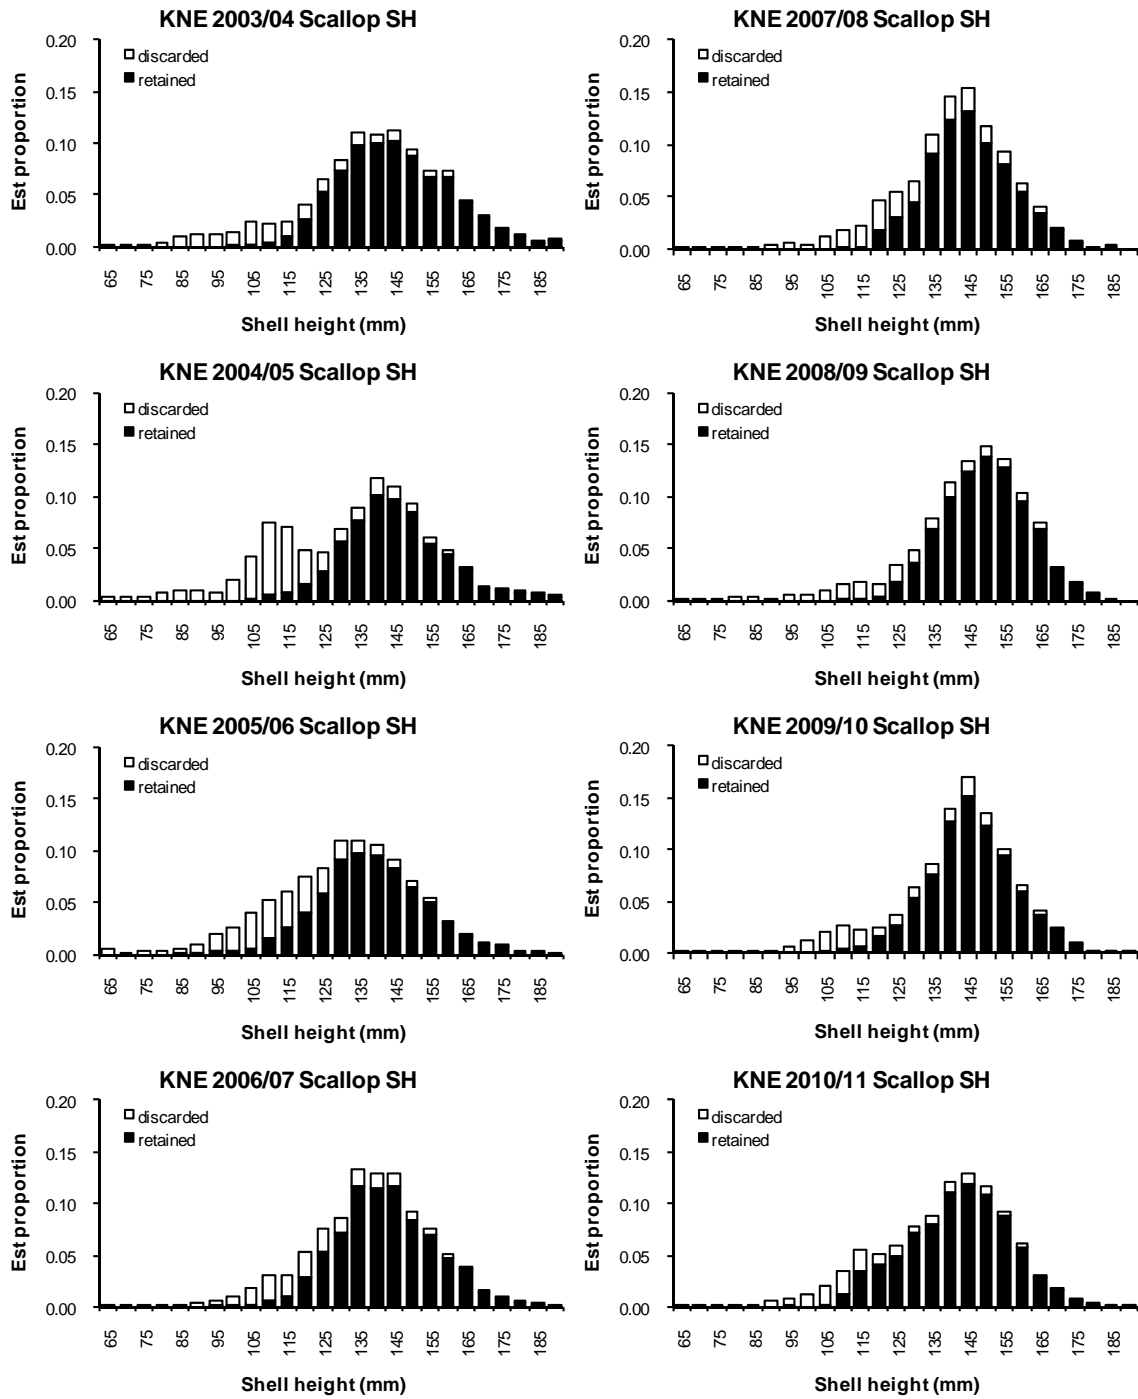 KNE 2003/04 Scallop SH
0.20
0.15
0.10
0.05
0.00
Est proportion
discarded
retained
65 75 85 95 105 115 125 135 145 155 165 175 185
Shell height (mm)
KNE 2007/08 Scallop SH
0.20
0.15
0.10
0.05
0.00
Est proportion
discarded
retained
65 75 85 95 105 115 125 135 145 155 165 175 185
Shell height (mm)
KNE 2004/05 Scallop SH
0.20
0.15
0.10
0.05
0.00
Est proportion
discarded
retained
65 75 85 95 105 115 125 135 145 155 165 175 185
Shell height (mm)
KNE 2008/09 Scallop SH
0.20
0.15
0.10
0.05
0.00
Est proportion
discarded
retained
65 75 85 95 105 115 125 135 145 155 165 175 185
Shell height (mm)
KNE 2005/06 Scallop SH
0.20
0.15
0.10
0.05
0.00
Est proportion
discarded
retained
65 75 85 95 105 115 125 135 145 155 165 175 185
Shell height (mm)
KNE 2009/10 Scallop SH
0.20
0.15
0.10
0.05
0.00
Est proportion
discarded
retained
65 75 85 95 105 115 125 135 145 155 165 175 185
Shell height (mm)
KNE 2006/07 Scallop SH
0.20
0.15
0.10
0.05
0.00
Est proportion
discarded
retained
65 75 85 95 105 115 125 135 145 155 165 175 185
Shell height (mm)
KNE 2010/11 Scallop SH
0.20
0.15
0.10
0.05
0.00
Est proportion
discarded
retained
65 75 85 95 105 115 125 135 145 155 165 175 185
Shell height (mm)